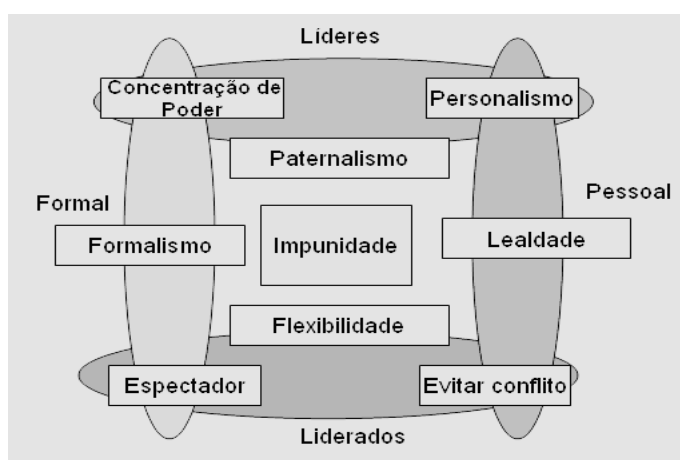 Líderes
Concentração de
Poder
Personalismo
Paternalismo
Formal
Pessoal
Formalismo
Impunidade
Lealdade
Flexibilidade
Espectador
Evitar conflito
Liderados